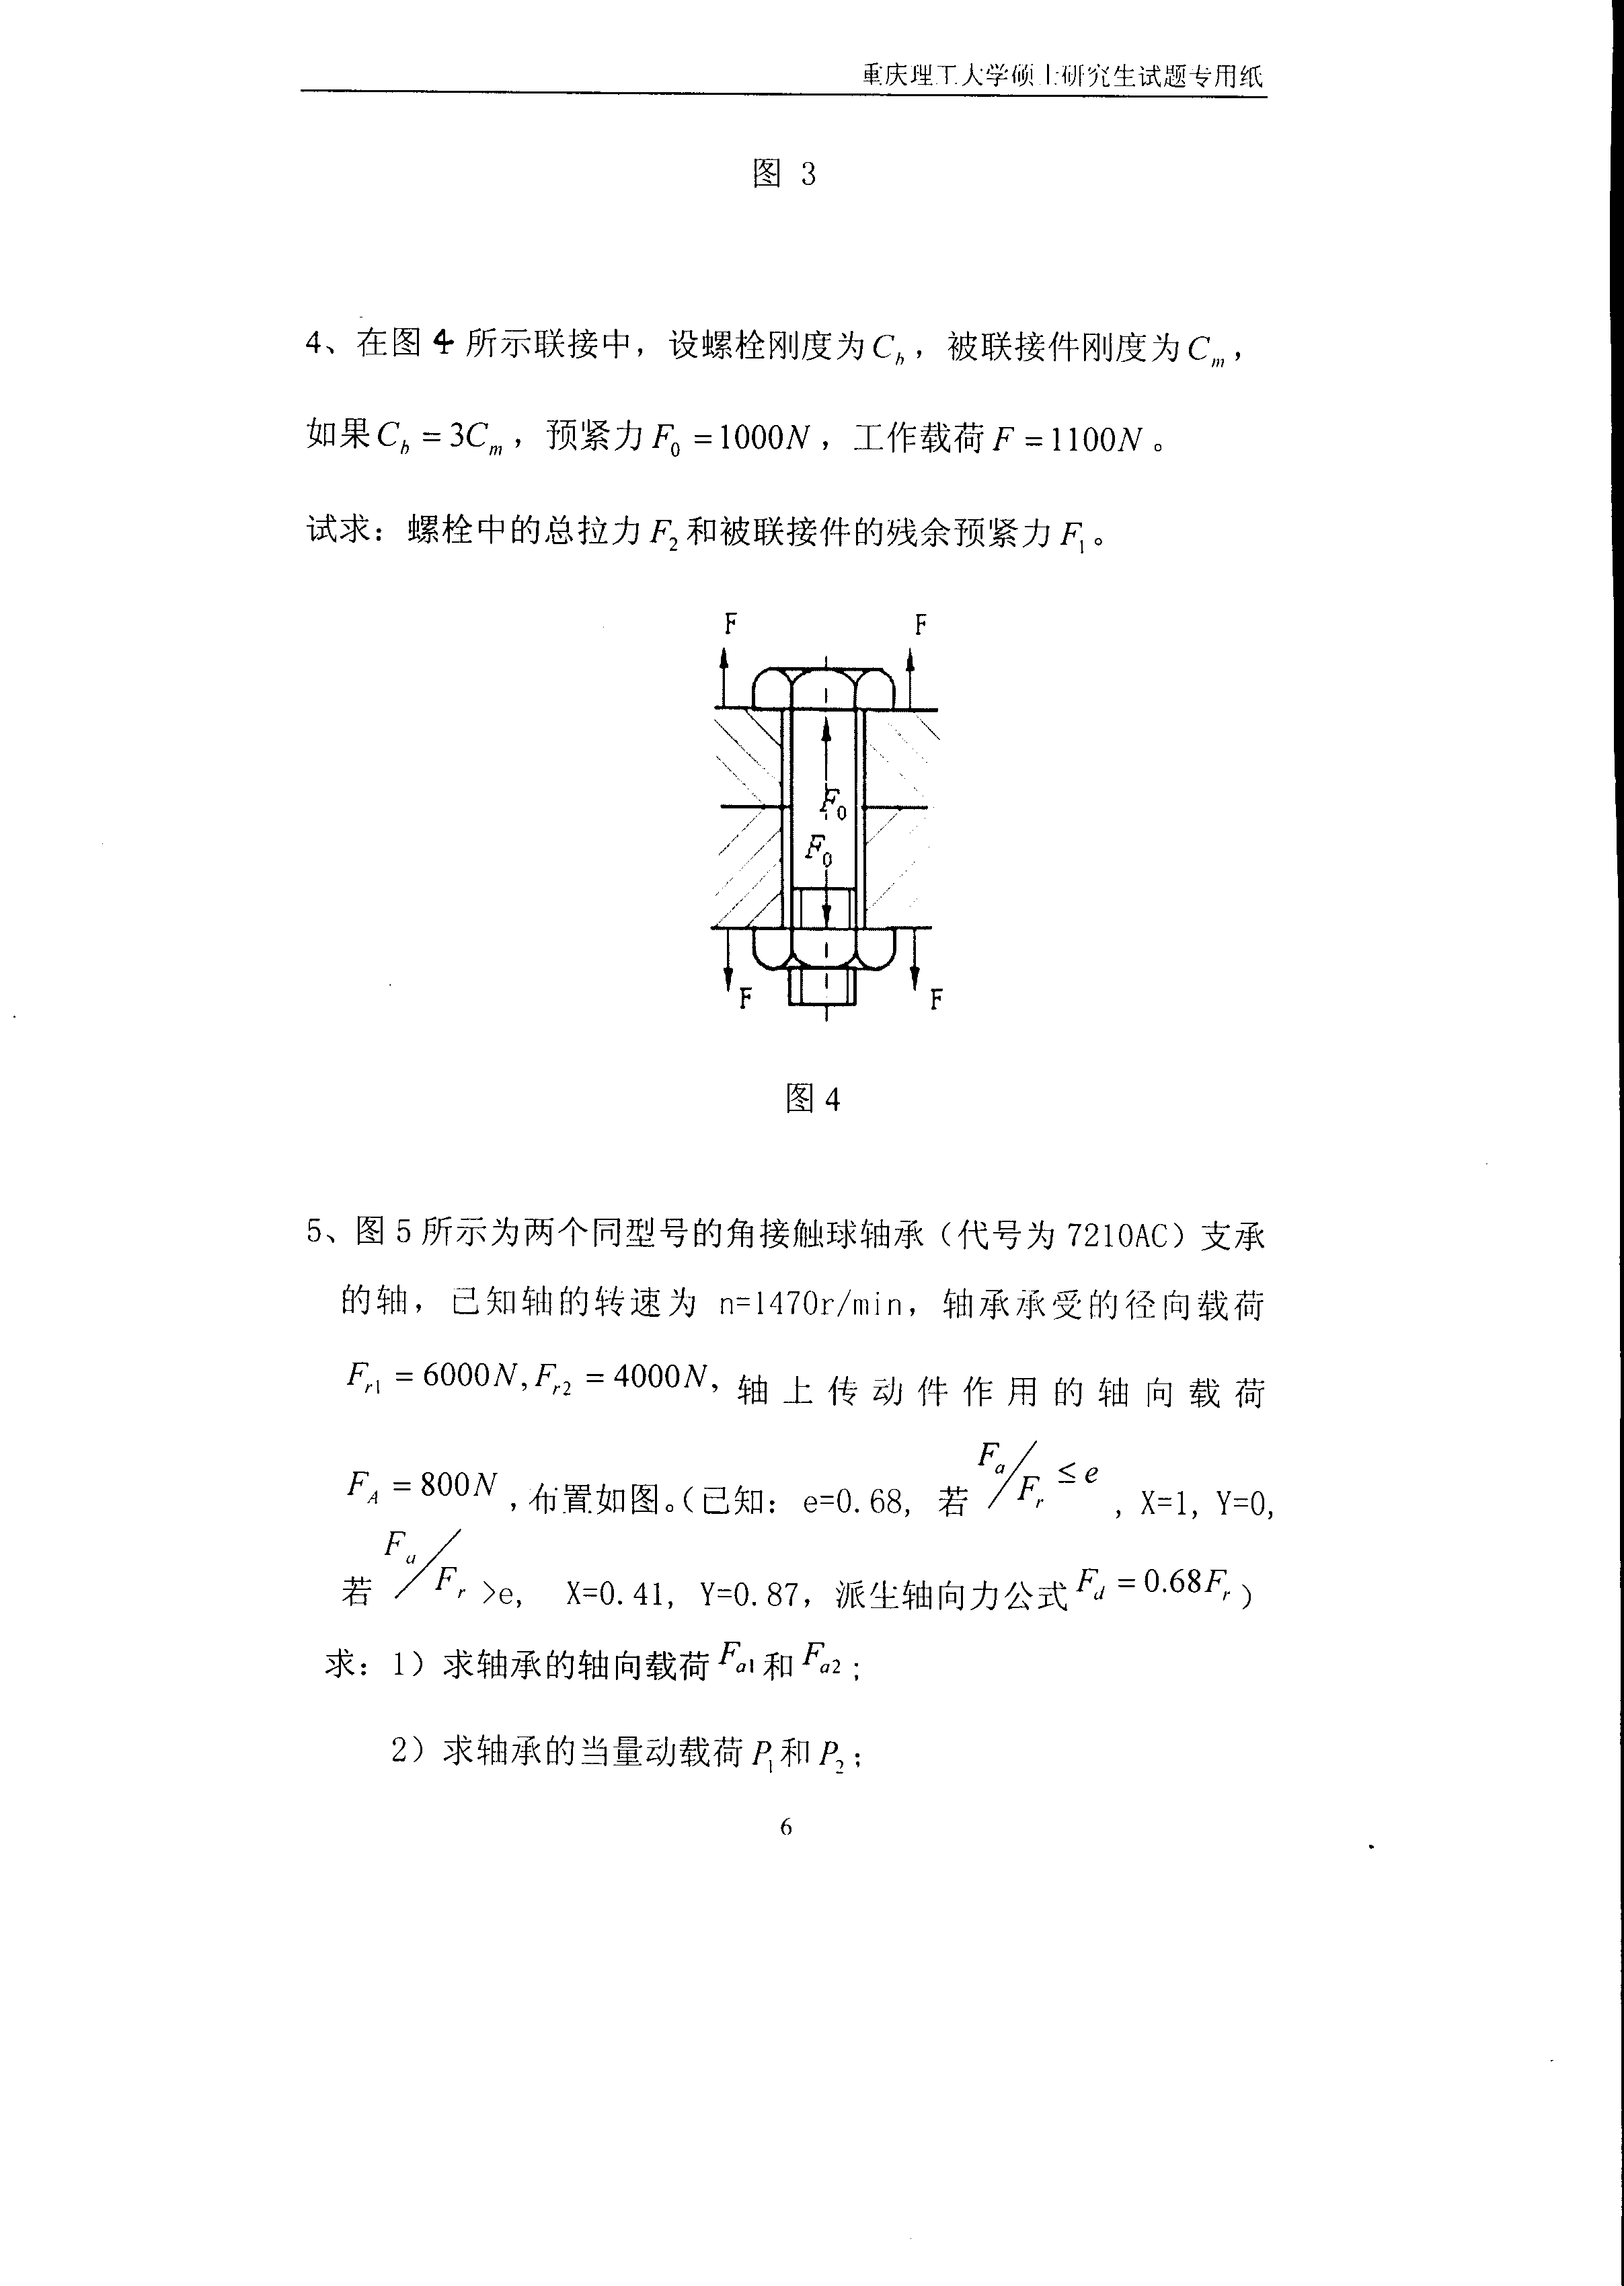 重庆理工大学硕士研究生试题专用纸
图 3
4、在图 4 所示联接中，设螺栓刚度为 C_b，被联接件刚度为 C_m，
如果 C_b = 3C_m，预紧力 F_0 = 1000N，工作载荷 F = 1100N。
试求：螺栓中的总拉力 F_2 和被联接件的残余预紧力 F_1。
F F
F_0
F_0
F F
图 4
5、图 5 所示为两个同型号的角接触球轴承（代号为 7210AC）支承
的轴，已知轴的转速为 n=1470r/min，轴承承受的径向载荷
F_r1 = 6000N, F_r2 = 4000N, 轴上传动件作用的轴向载荷
F_A = 800N，布置如图。（已知：e=0.68，若 F_a/F_r ≤ e，X=1，Y=0，
若 F_a/F_r >e， X=0.41，Y=0.87，派生轴向力公式 F_d = 0.68F_r）
求：1）求轴承的轴向载荷 F_a1 和 F_a2；
2）求轴承的当量动载荷 P_1 和 P_2；
6